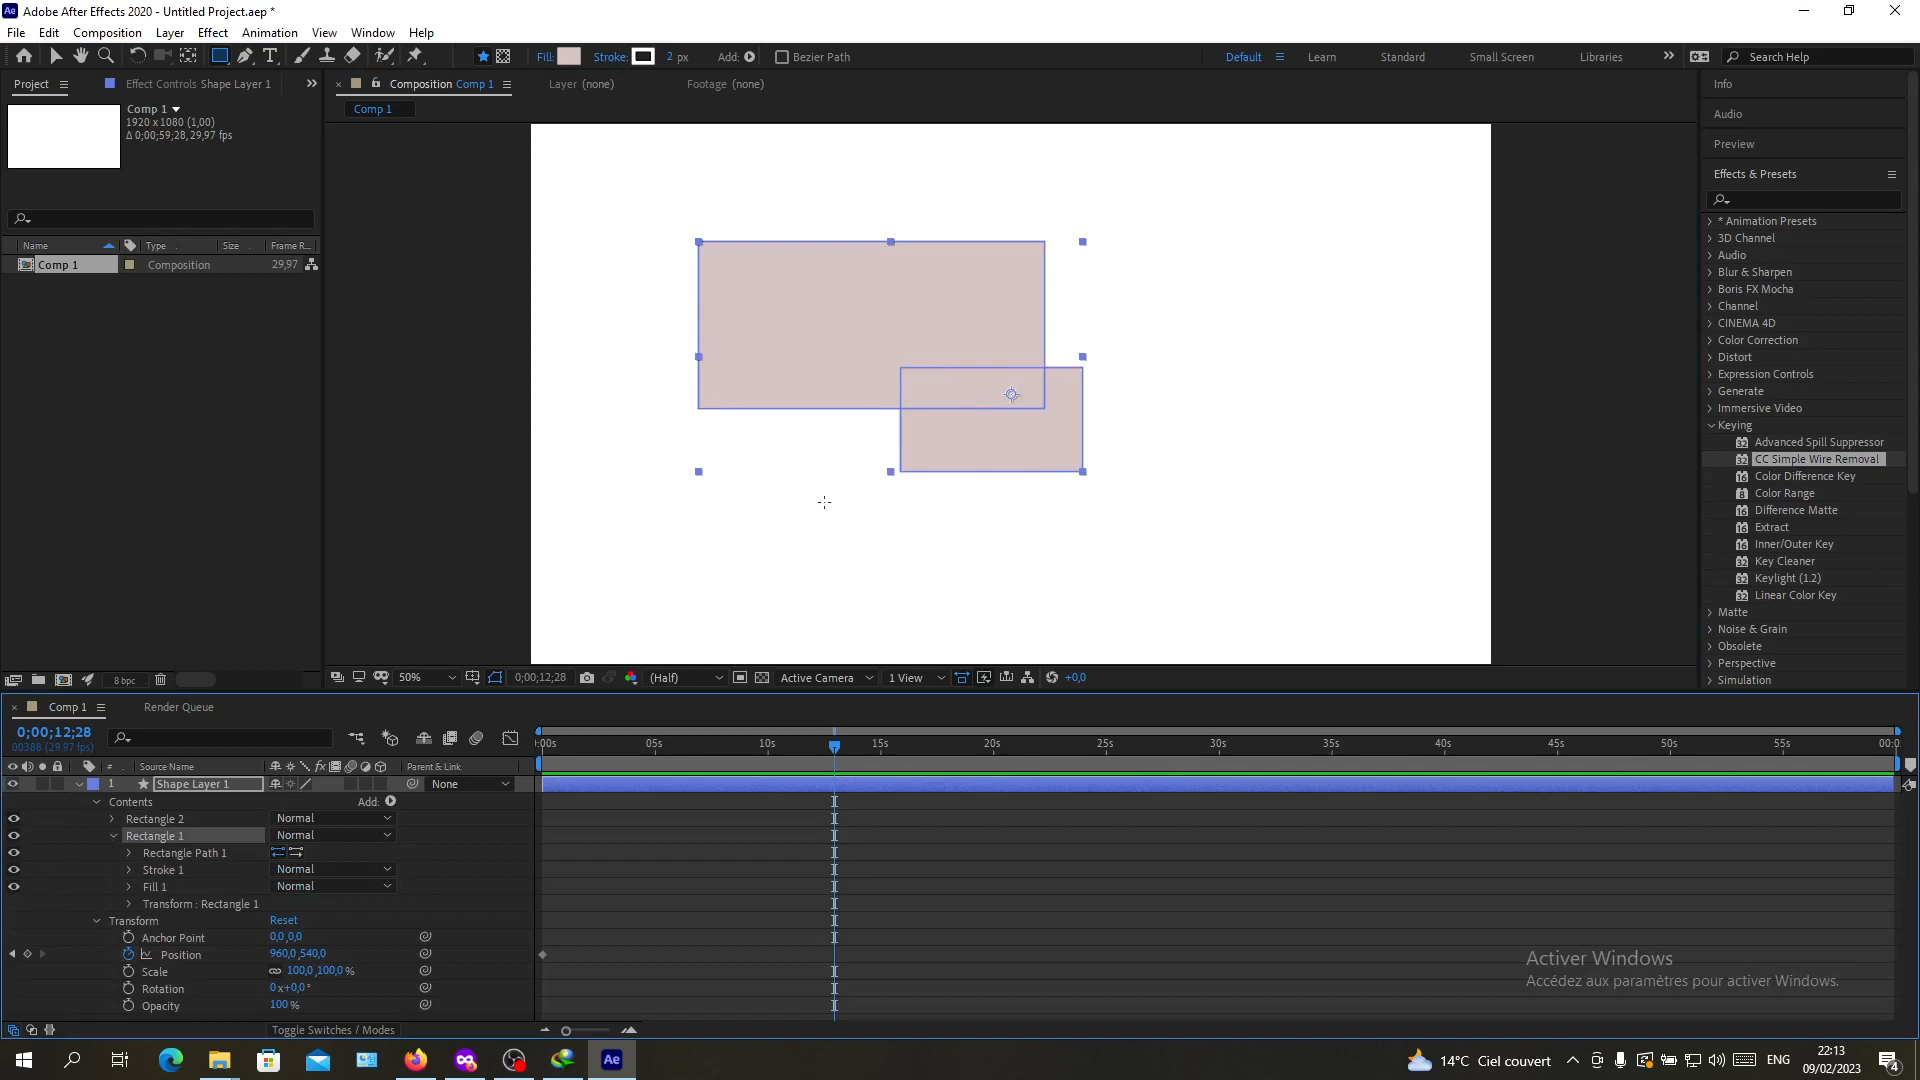 Adobe After Effects 2020 - Untitled Project.aep *
File Edit Composition Layer Effect Animation View Window Help
Fill: Stroke: 2 px Add: Bezier Path Default Learn Standard Small Screen Libraries Search Help
Project Effect Controls Shape Layer 1
Composition Comp 1 Layer (none) Footage (none)
Comp 1
1920 x 1080 (1,00)
Δ 0;00;59;28, 29,97 fps
Comp 1
Name Type Size Frame R...
Comp 1 Composition 29,97
Info
Audio
Preview
Effects & Presets
* Animation Presets
3D Channel
Audio
Blur & Sharpen
Boris FX Mocha
Channel
CINEMA 4D
Color Correction
Distort
Expression Controls
Generate
Immersive Video
Keying
Advanced Spill Suppressor
CC Simple Wire Removal
Color Difference Key
Color Range
Difference Matte
Extract
Inner/Outer Key
Key Cleaner
Keylight (1.2)
Linear Color Key
Matte
Noise & Grain
Obsolete
Perspective
Simulation
8 bpc
50% 0;00;12;28 (Half) Active Camera 1 View +0,0
Comp 1 Render Queue
0;00;12;28
00388 (29.97 fps)
:00s 05s 10s 15s 20s 25s 30s 35s 40s 45s 50s 55s 00:0
# Source Name Parent & Link
1 Shape Layer 1 None
Contents Add:
Rectangle 2 Normal
Rectangle 1 Normal
Rectangle Path 1
Stroke 1 Normal
Fill 1 Normal
Transform : Rectangle 1
Transform Reset
Anchor Point 0,0,0,0
Position 960,0,540,0
Scale 100,0,100,0%
Rotation 0x+0,0°
Opacity 100%
Toggle Switches / Modes
Activer Windows
Accédez aux paramètres pour activer Windows.
14°C Ciel couvert ENG
22:13
09/02/2023
4